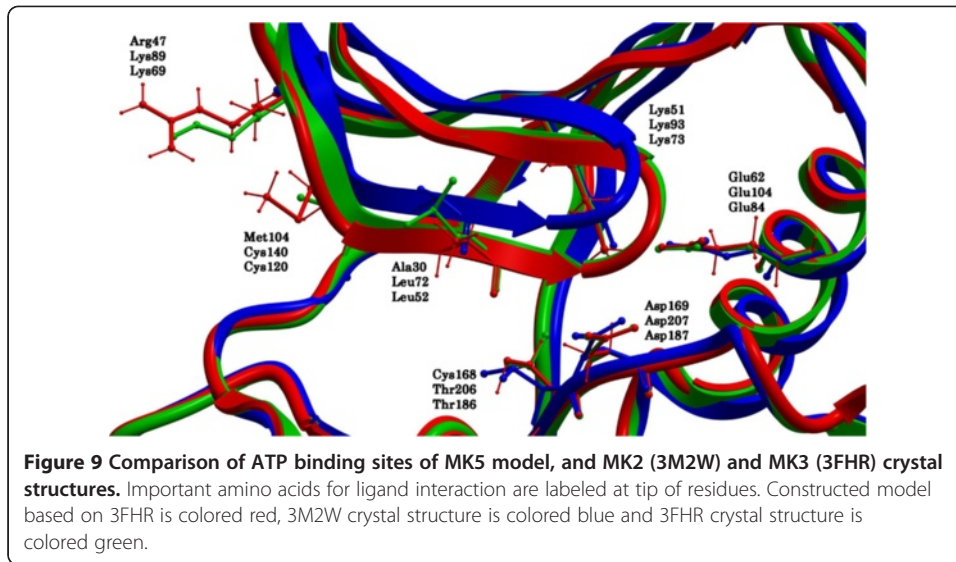 Arg47
Lys89
Lys69
Lys51
Lys93
Lys73
Glu62
Glu104
Glu84
Met104
Cys140
Cys120
Ala30
Leu72
Leu52
Asp169
Asp207
Asp187
Cys168
Thr206
Thr186
Figure 9 Comparison of ATP binding sites of MK5 model, and MK2 (3M2W) and MK3 (3FHR) crystal
structures. Important amino acids for ligand interaction are labeled at tip of residues. Constructed model
based on 3FHR is colored red, 3M2W crystal structure is colored blue and 3FHR crystal structure is
colored green.